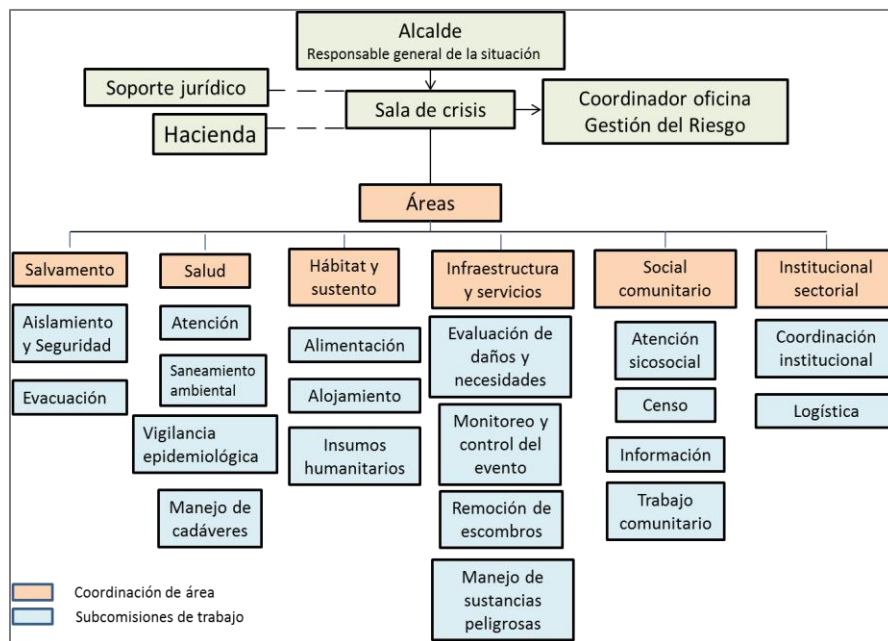 Alcalde
Responsable general de la situación
Soporte jurídico
Sala de crisis
Coordinador oficina
Gestión del Riesgo
Hacienda
Áreas
Salvamento
Salud
Hábitat y
sustento
Infraestructura
y servicios
Social
comunitario
Institucional
sectorial
Aislamiento
y Seguridad
Evacuación
Atención
Saneamiento
ambiental
Vigilancia
epidemiológica
Manejo de
cadáveres
Alimentación
Alojamiento
Insumos
humanitarios
Evaluación de
daños y
necesidades
Monitoreo y
control del
evento
Remoción de
escombros
Manejo de
sustancias
peligrosas
Atención
sicosocial
Censo
Información
Trabajo
comunitario
Coordinación
institucional
Logística
Coordinación de área
Subcomisiones de trabajo